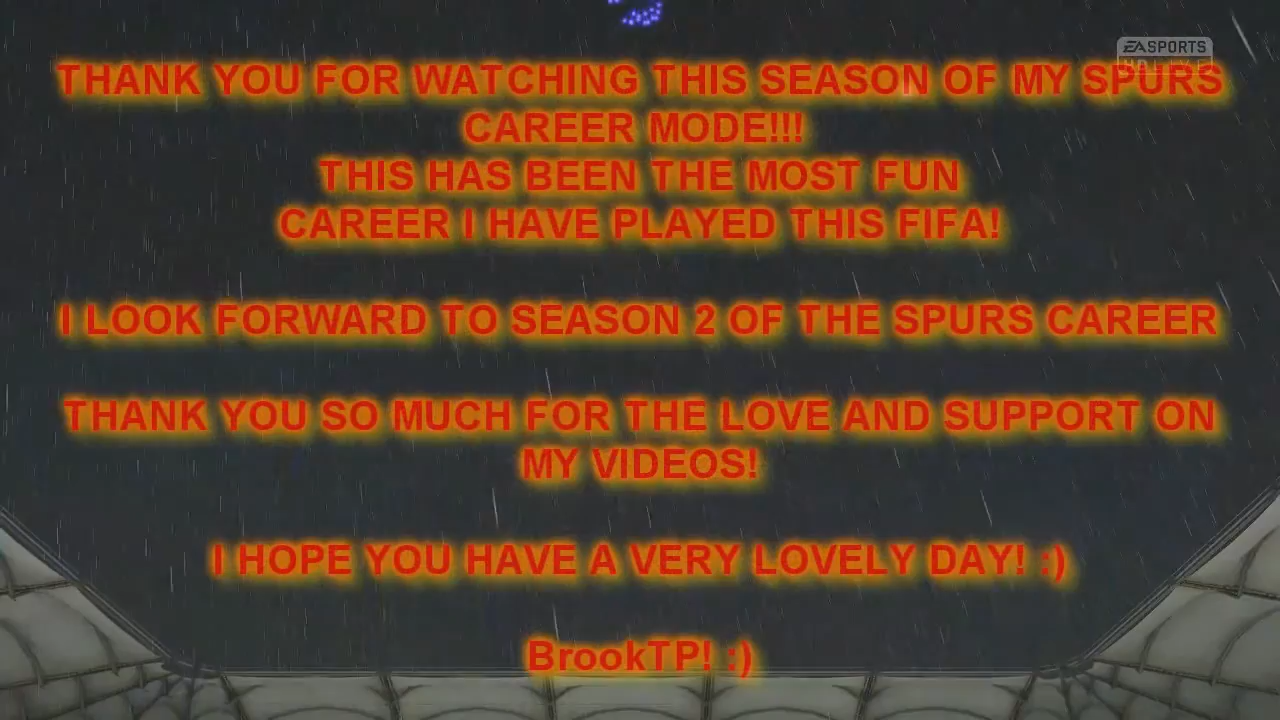 EA SPORTS
HD LIVE
THANK YOU FOR WATCHING THIS SEASON OF MY SPURS
CAREER MODE!!!
THIS HAS BEEN THE MOST FUN
CAREER I HAVE PLAYED THIS FIFA!
I LOOK FORWARD TO SEASON 2 OF THE SPURS CAREER
THANK YOU SO MUCH FOR THE LOVE AND SUPPORT ON
MY VIDEOS!
I HOPE YOU HAVE A VERY LOVELY DAY! :)
BrookTP! :)